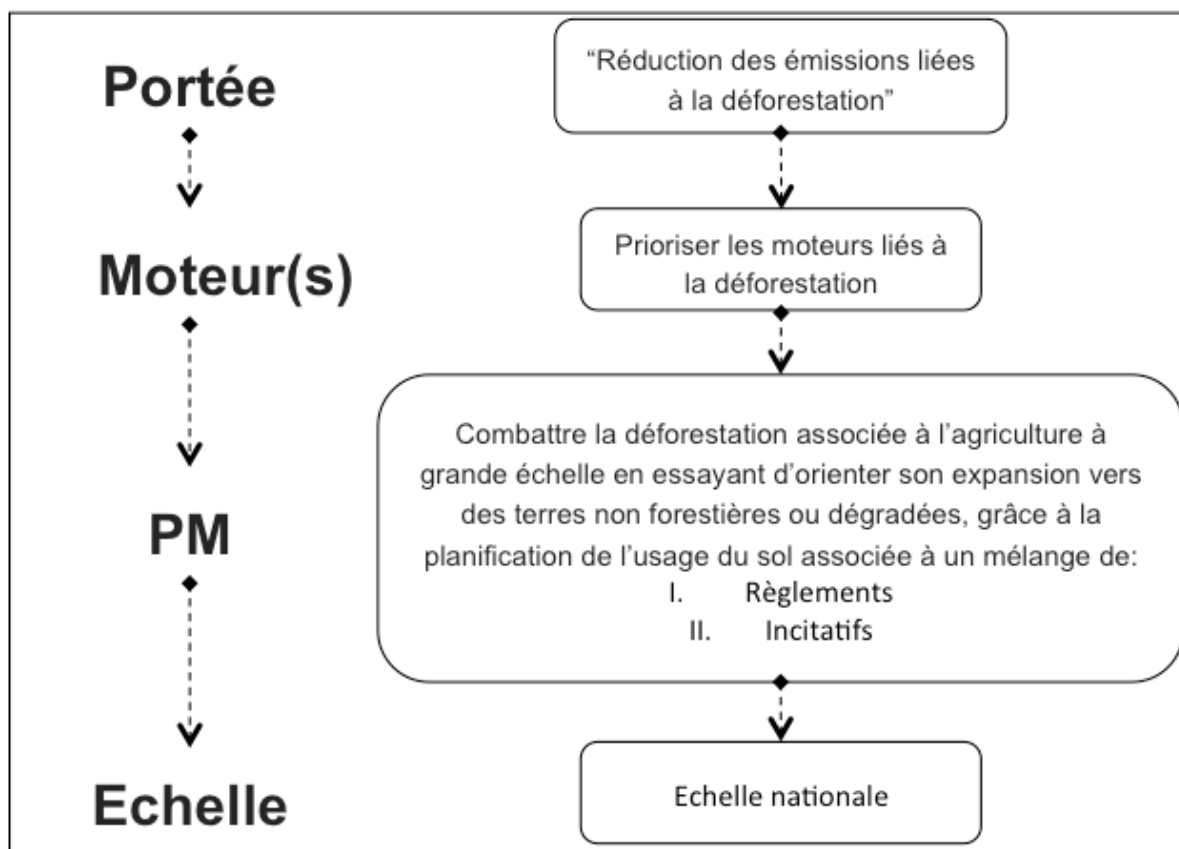 Portée
“Réduction des émissions liées
à la déforestation”
Moteur(s)
Prioriser les moteurs liés à
la déforestation
PM
Combattre la déforestation associée à l’agriculture à
grande échelle en essayant d’orienter son expansion vers
des terres non forestières ou dégradées, grâce à la
planification de l’usage du sol associée à un mélange de:
I. Règlements
II. Incitatifs
Echelle
Echelle nationale